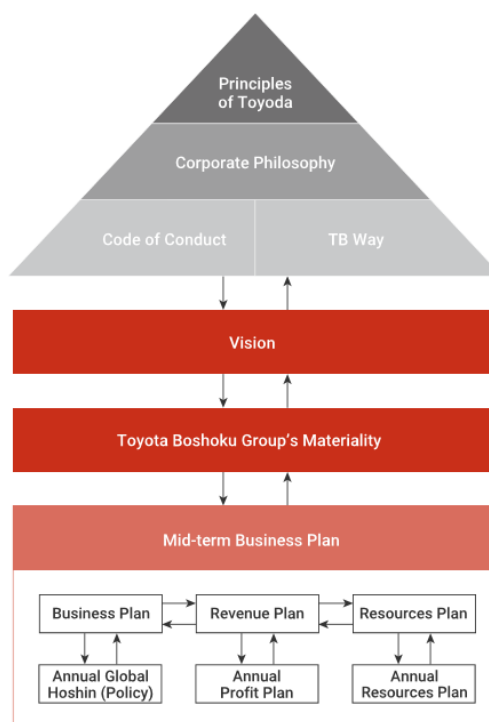 Principles
of Toyoda
Corporate Philosophy
Code of Conduct
TB Way
Vision
Toyota Boshoku Group’s Materiality
Mid-term Business Plan
Business Plan
Revenue Plan
Resources Plan
Annual Global
Hoshin (Policy)
Annual
Profit Plan
Annual
Resources Plan